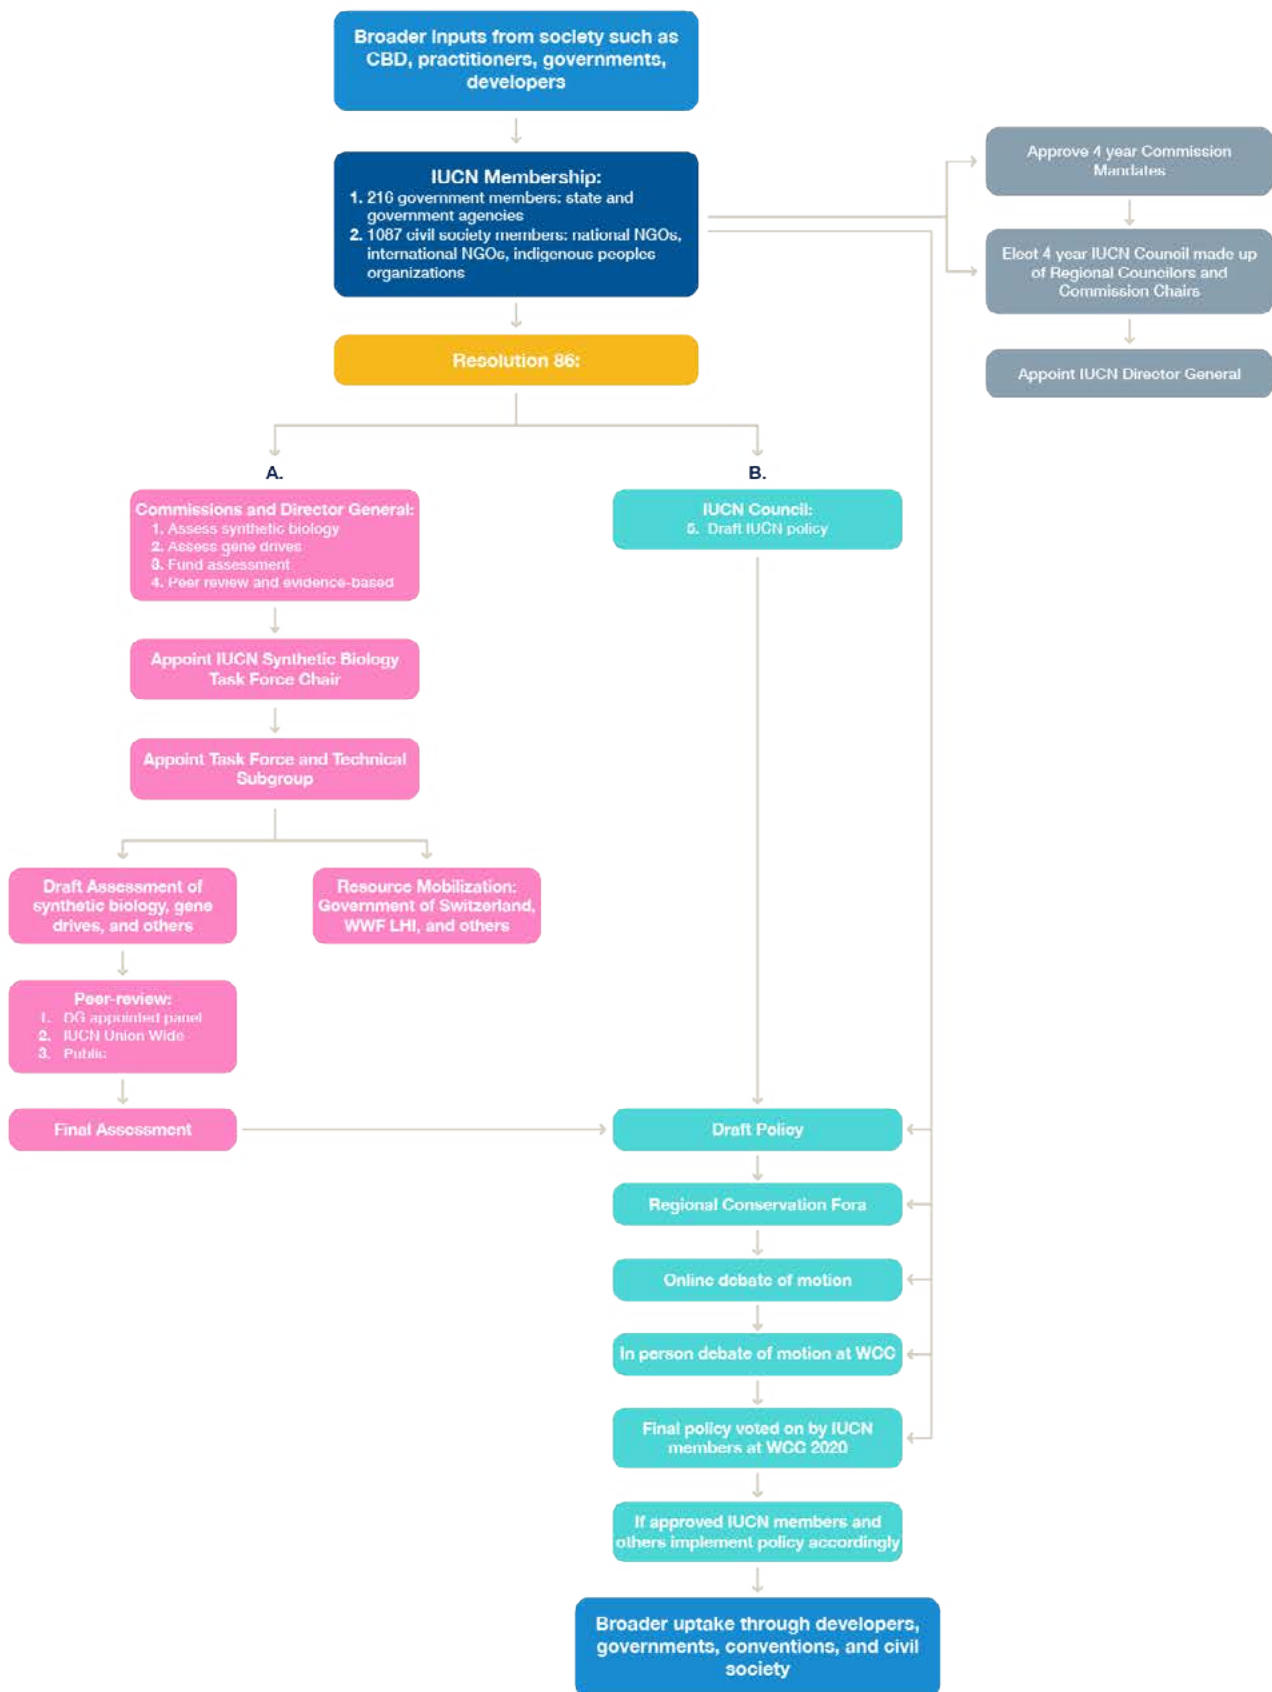 Broader inputs from society such as
CBD, practitioners, governments,
developers
IUCN Membership:
1. 216 government members: state and
government agencies
2. 1087 civil society members: national NGOs,
international NGOs, indigenous peoples
organizations
Approve 4 year Commission
Mandates
Elect 4 year IUCN Council made up
of Regional Councilors and
Commission Chairs
Appoint IUCN Director General
Resolution 86:
A.
Commissions and Director General:
1. Assess synthetic biology
2. Assess gene drives
3. Fund assessment
4. Peer review and evidence-based
B.
IUCN Council:
5. Draft IUCN policy
Appoint IUCN Synthetic Biology
Task Force Chair
Appoint Task Force and Technical
Subgroup
Draft Assessment of
synthetic biology, gene
drives, and others
Resource Mobilization:
Government of Switzerland,
WWF LHI, and others
Peer-review:
1. DG appointed panel
2. IUCN Union Wide
3. Public
Final Assessment
Draft Policy
Regional Conservation Fora
Online debate of motion
In person debate of motion at WCC
Final policy voted on by IUCN
members at WCC 2020
If approved IUCN members and
others implement policy accordingly
Broader uptake through developers,
governments, conventions, and civil
society